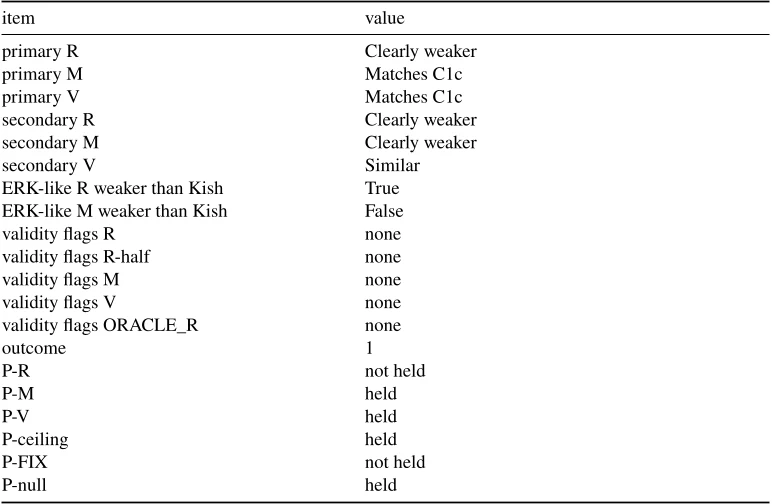 item value
primary R Clearly weaker
primary M Matches C1c
primary V Matches C1c
secondary R Clearly weaker
secondary M Clearly weaker
secondary V Similar
ERK-like R weaker than Kish True
ERK-like M weaker than Kish False
validity flags R none
validity flags R-half none
validity flags M none
validity flags V none
validity flags ORACLE_R none
outcome 1
P-R not held
P-M held
P-V held
P-ceiling held
P-FIX not held
P-null held